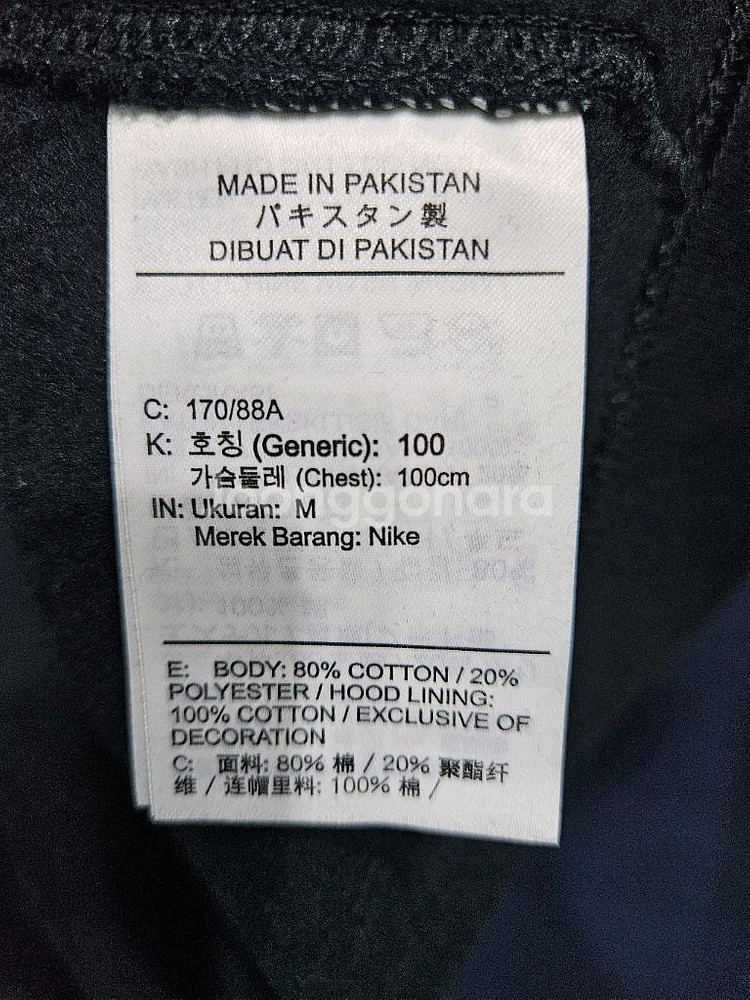 MADE IN PAKISTAN
パキスタン製
DIBUAT DI PAKISTAN
C: 170/88A
K: 호칭 (Generic): 100
가슴둘레 (Chest): 100cm
IN: Ukuran: M
Merek Barang: Nike
E: BODY: 80% COTTON / 20%
POLYESTER / HOOD LINING:
100% COTTON / EXCLUSIVE OF
DECORATION
C: 面料: 80% 棉 / 20% 聚酯纤
维 / 连帽里料: 100% 棉 /